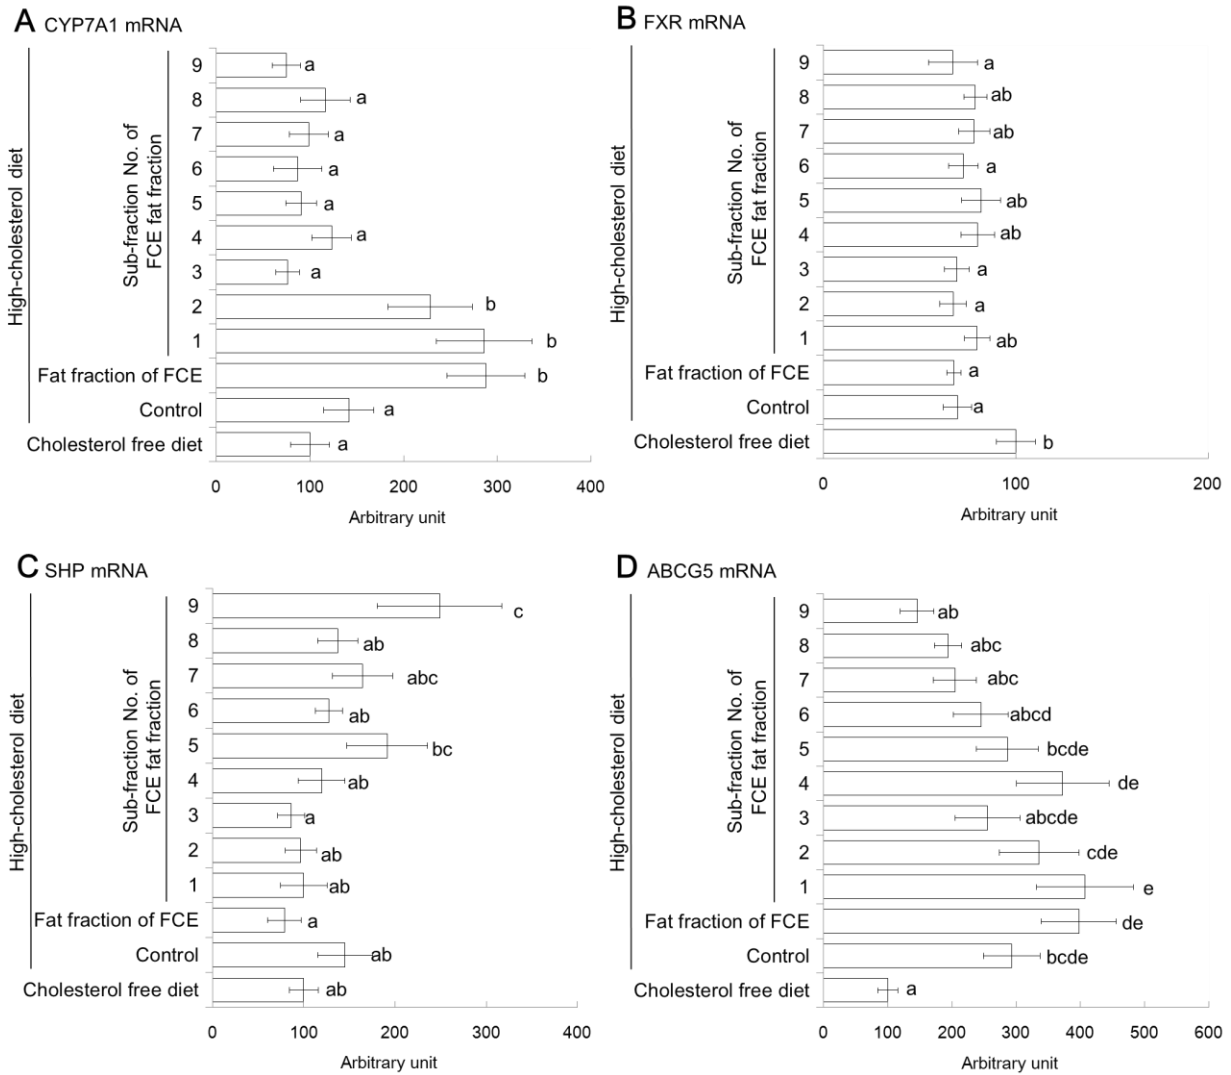 A CYP7A1 mRNA
High-cholesterol diet
Sub-fraction No. of
FCE fat fraction
9 a
8 a
7 a
6 a
5 a
4 a
3 a
2 b
1 b
Fat fraction of FCE b
Control a
Cholesterol free diet a
0 100 200 300 400
Arbitrary unit
B FXR mRNA
High-cholesterol diet
Sub-fraction No. of
FCE fat fraction
9 a
8 ab
7 ab
6 a
5 ab
4 ab
3 a
2 a
1 ab
Fat fraction of FCE a
Control a
Cholesterol free diet b
0 100 200
Arbitrary unit
C SHP mRNA
High-cholesterol diet
Sub-fraction No. of
FCE fat fraction
9 c
8 ab
7 abc
6 ab
5 bc
4 ab
3 a
2 ab
1 ab
Fat fraction of FCE a
Control ab
Cholesterol free diet ab
0 100 200 300 400
Arbitrary unit
D ABCG5 mRNA
High-cholesterol diet
Sub-fraction No. of
FCE fat fraction
9 ab
8 abc
7 abc
6 abcd
5 bcde
4 de
3 abcde
2 cde
1 e
Fat fraction of FCE de
Control bcde
Cholesterol free diet a
0 100 200 300 400 500 600
Arbitrary unit